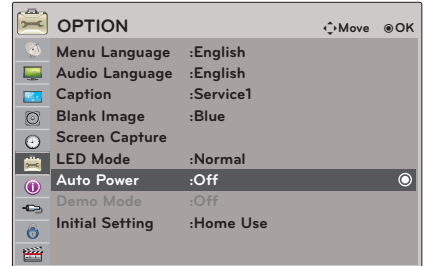 OPTION Move OK
Menu Language :English
Audio Language :English
Caption :Service1
Blank Image :Blue
Screen Capture
LED Mode :Normal
Auto Power :Off
Demo Mode :Off
Initial Setting :Home Use